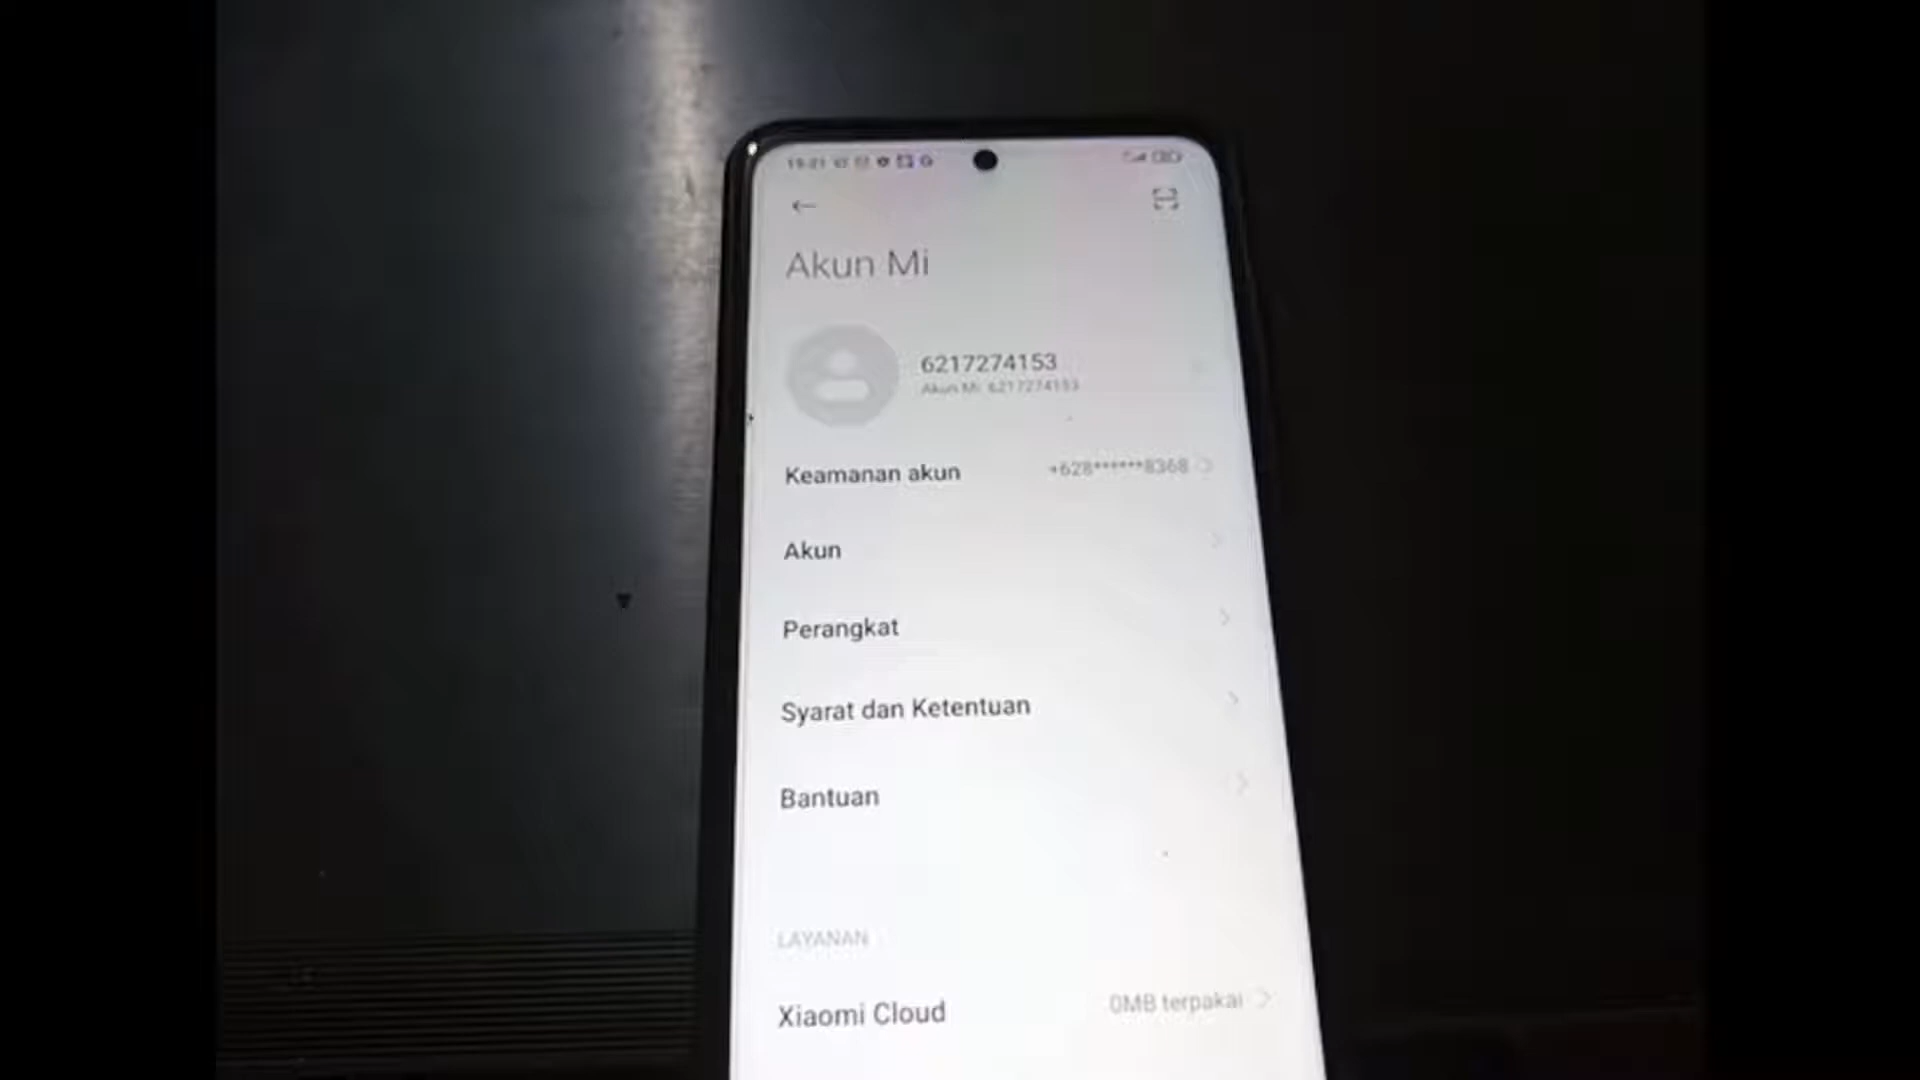 Akun Mi
6217274153
Akun Mi: 6217274153
Keamanan akun +628******8368
Akun
Perangkat
Syarat dan Ketentuan
Bantuan
LAYANAN
Xiaomi Cloud 0MB terpakai